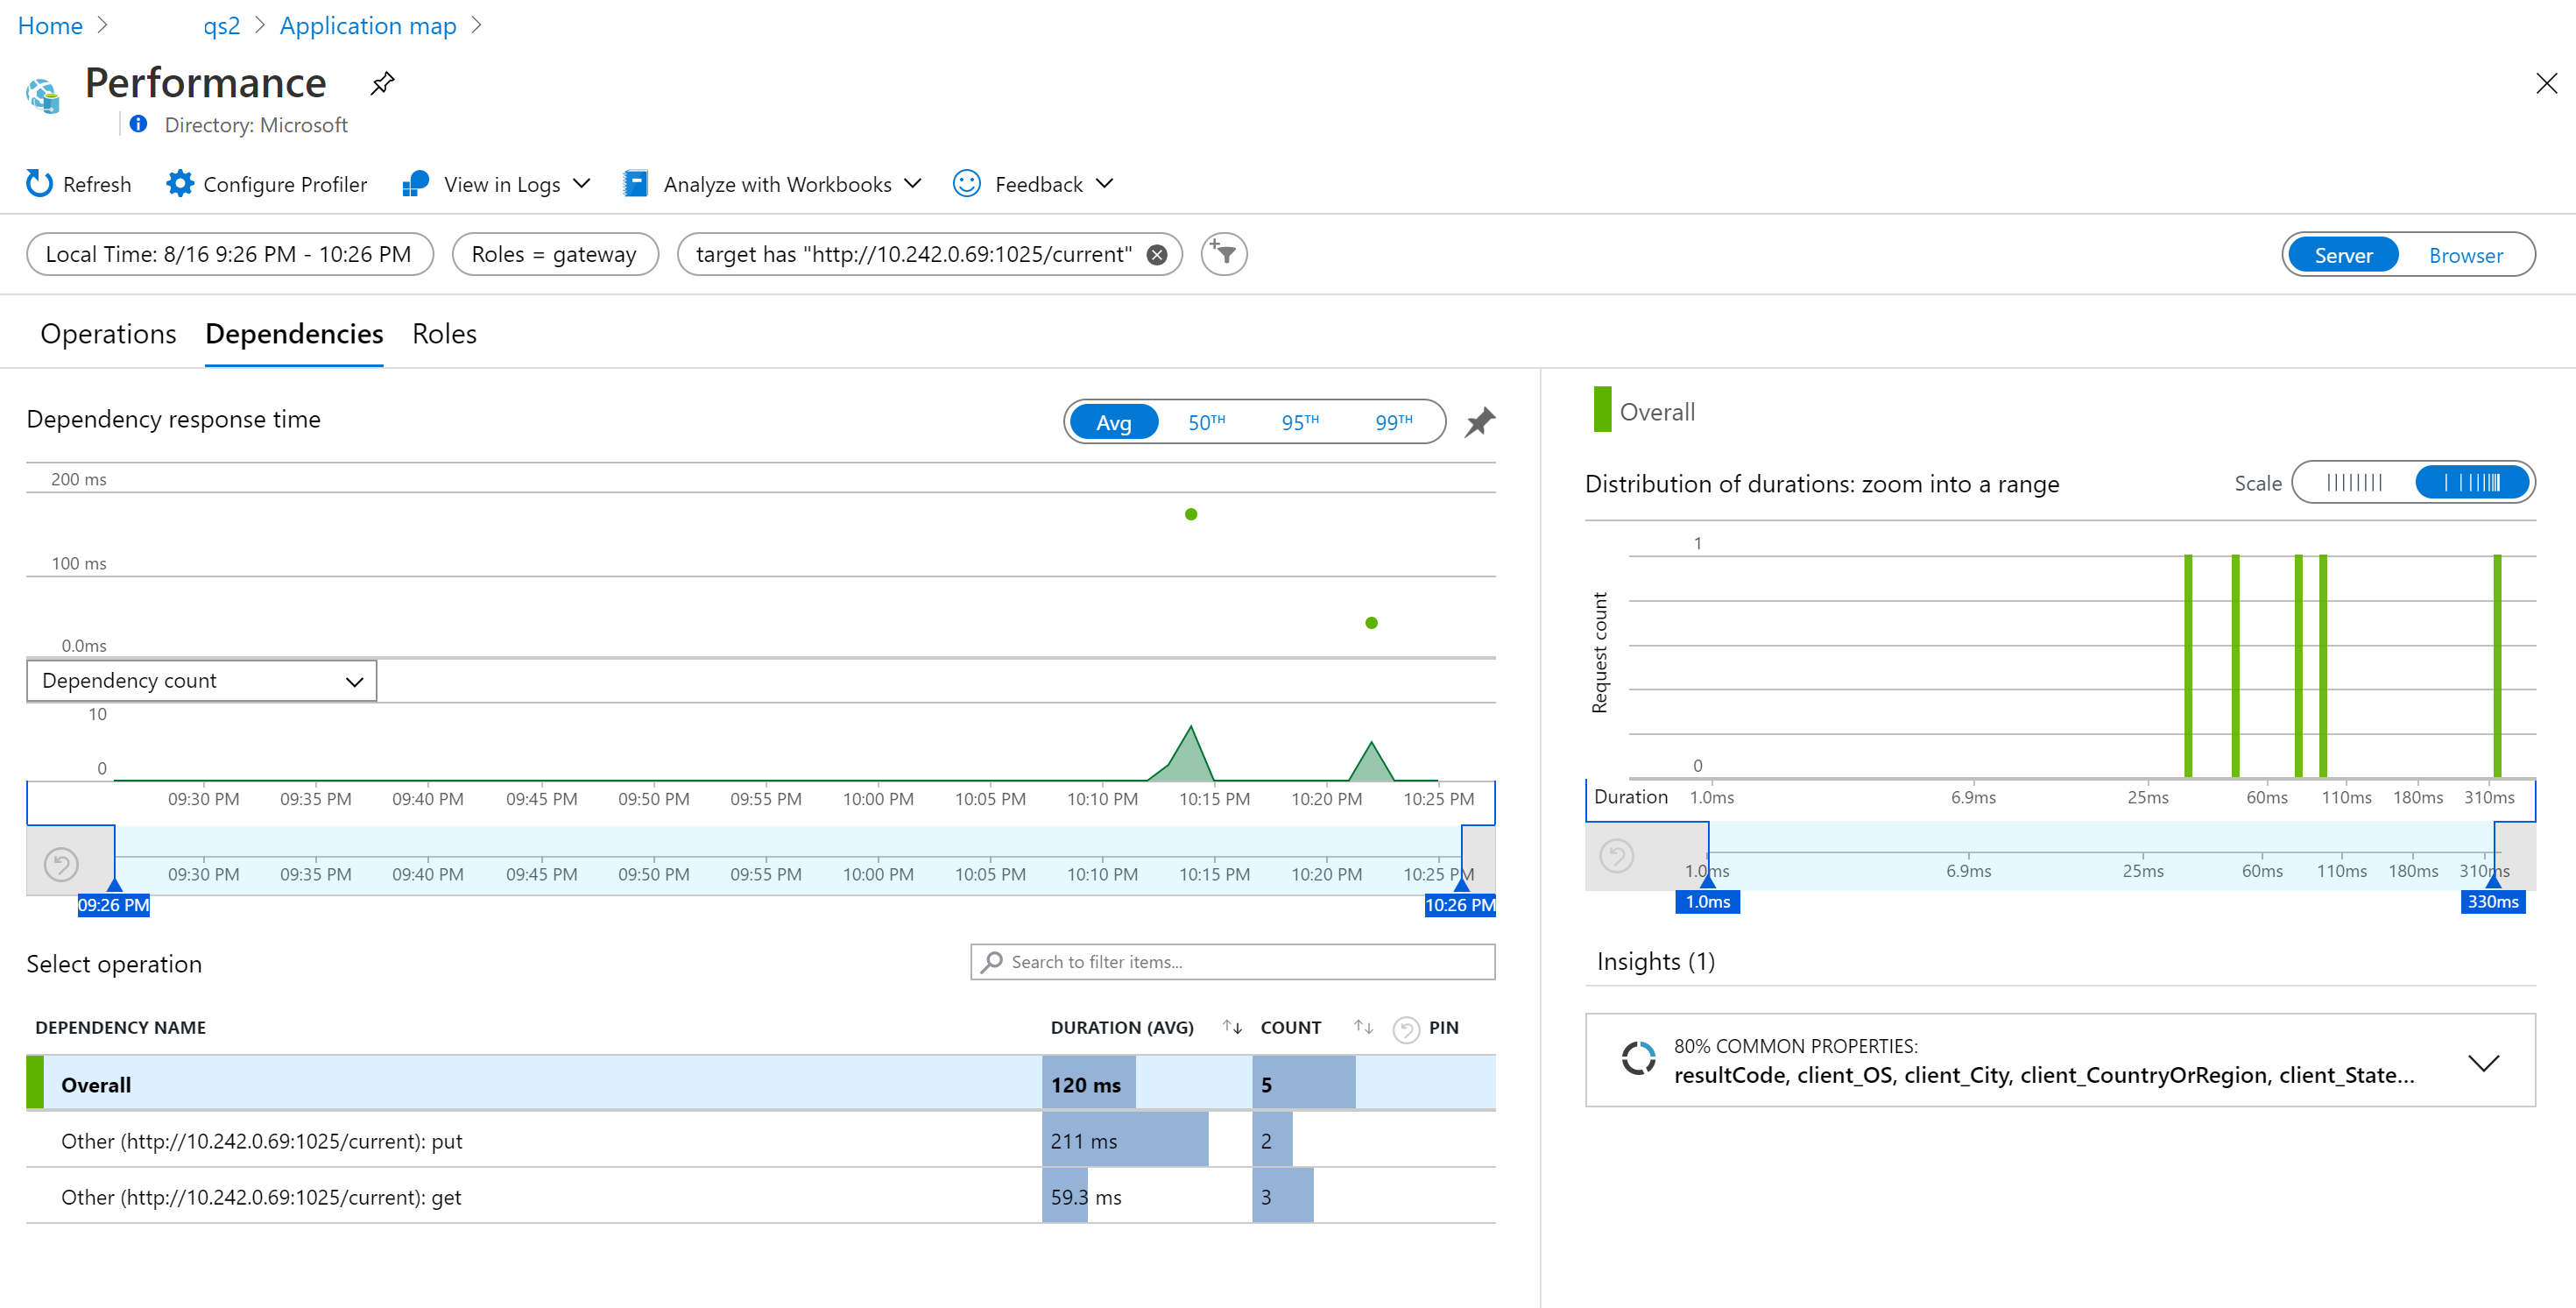 Home > qs2 > Application map >
Performance
Directory: Microsoft
Refresh Configure Profiler View in Logs Analyze with Workbooks Feedback
Local Time: 8/16 9:26 PM - 10:26 PM Roles = gateway target has "http://10.242.0.69:1025/current" Server Browser
Operations Dependencies Roles
Dependency response time Avg 50TH 95TH 99TH
200 ms
100 ms
0.0ms
Dependency count
10
0
09:30 PM 09:35 PM 09:40 PM 09:45 PM 09:50 PM 09:55 PM 10:00 PM 10:05 PM 10:10 PM 10:15 PM 10:20 PM 10:25 PM
09:30 PM 09:35 PM 09:40 PM 09:45 PM 09:50 PM 09:55 PM 10:00 PM 10:05 PM 10:10 PM 10:15 PM 10:20 PM 10:25 PM
09:26 PM 10:26 PM
Select operation Search to filter items...
DEPENDENCY NAME DURATION (AVG) COUNT PIN
Overall 120 ms 5
Other (http://10.242.0.69:1025/current): put 211 ms 2
Other (http://10.242.0.69:1025/current): get 59.3 ms 3
Overall
Distribution of durations: zoom into a range Scale
1
Request count
0
Duration 1.0ms 6.9ms 25ms 60ms 110ms 180ms 310ms
1.0ms 6.9ms 25ms 60ms 110ms 180ms 310ms
1.0ms 330ms
Insights (1)
80% COMMON PROPERTIES:
resultCode, client_OS, client_City, client_CountryOrRegion, client_State...